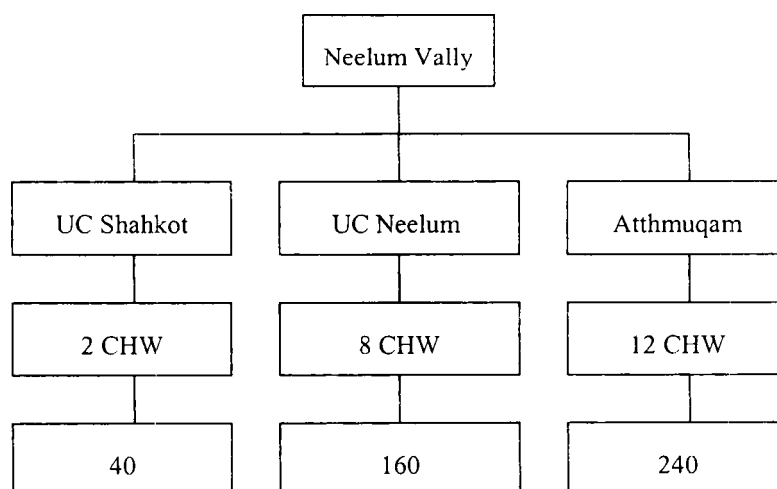 Neelum Vally
UC Shahkot
UC Neelum
Atthmuqam
2 CHW
8 CHW
12 CHW
40
160
240